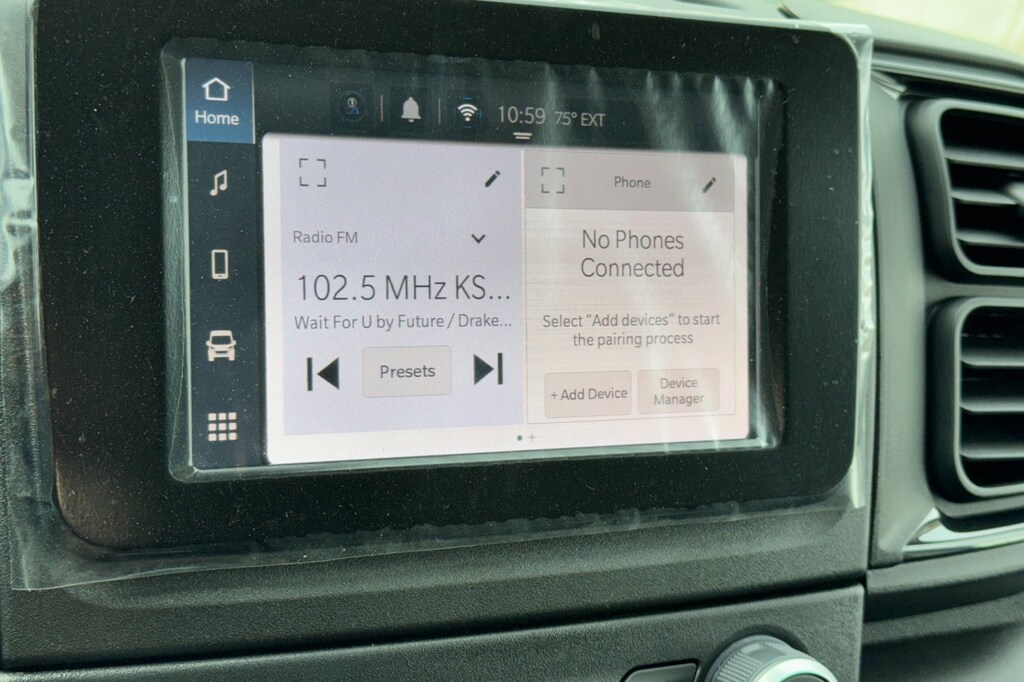 Home
10:59 75° EXT
Radio FM
102.5 MHz KS...
Wait For U by Future / Drake...
Presets
Phone
No Phones
Connected
Select "Add devices" to start
the pairing process
+ Add Device
Device
Manager